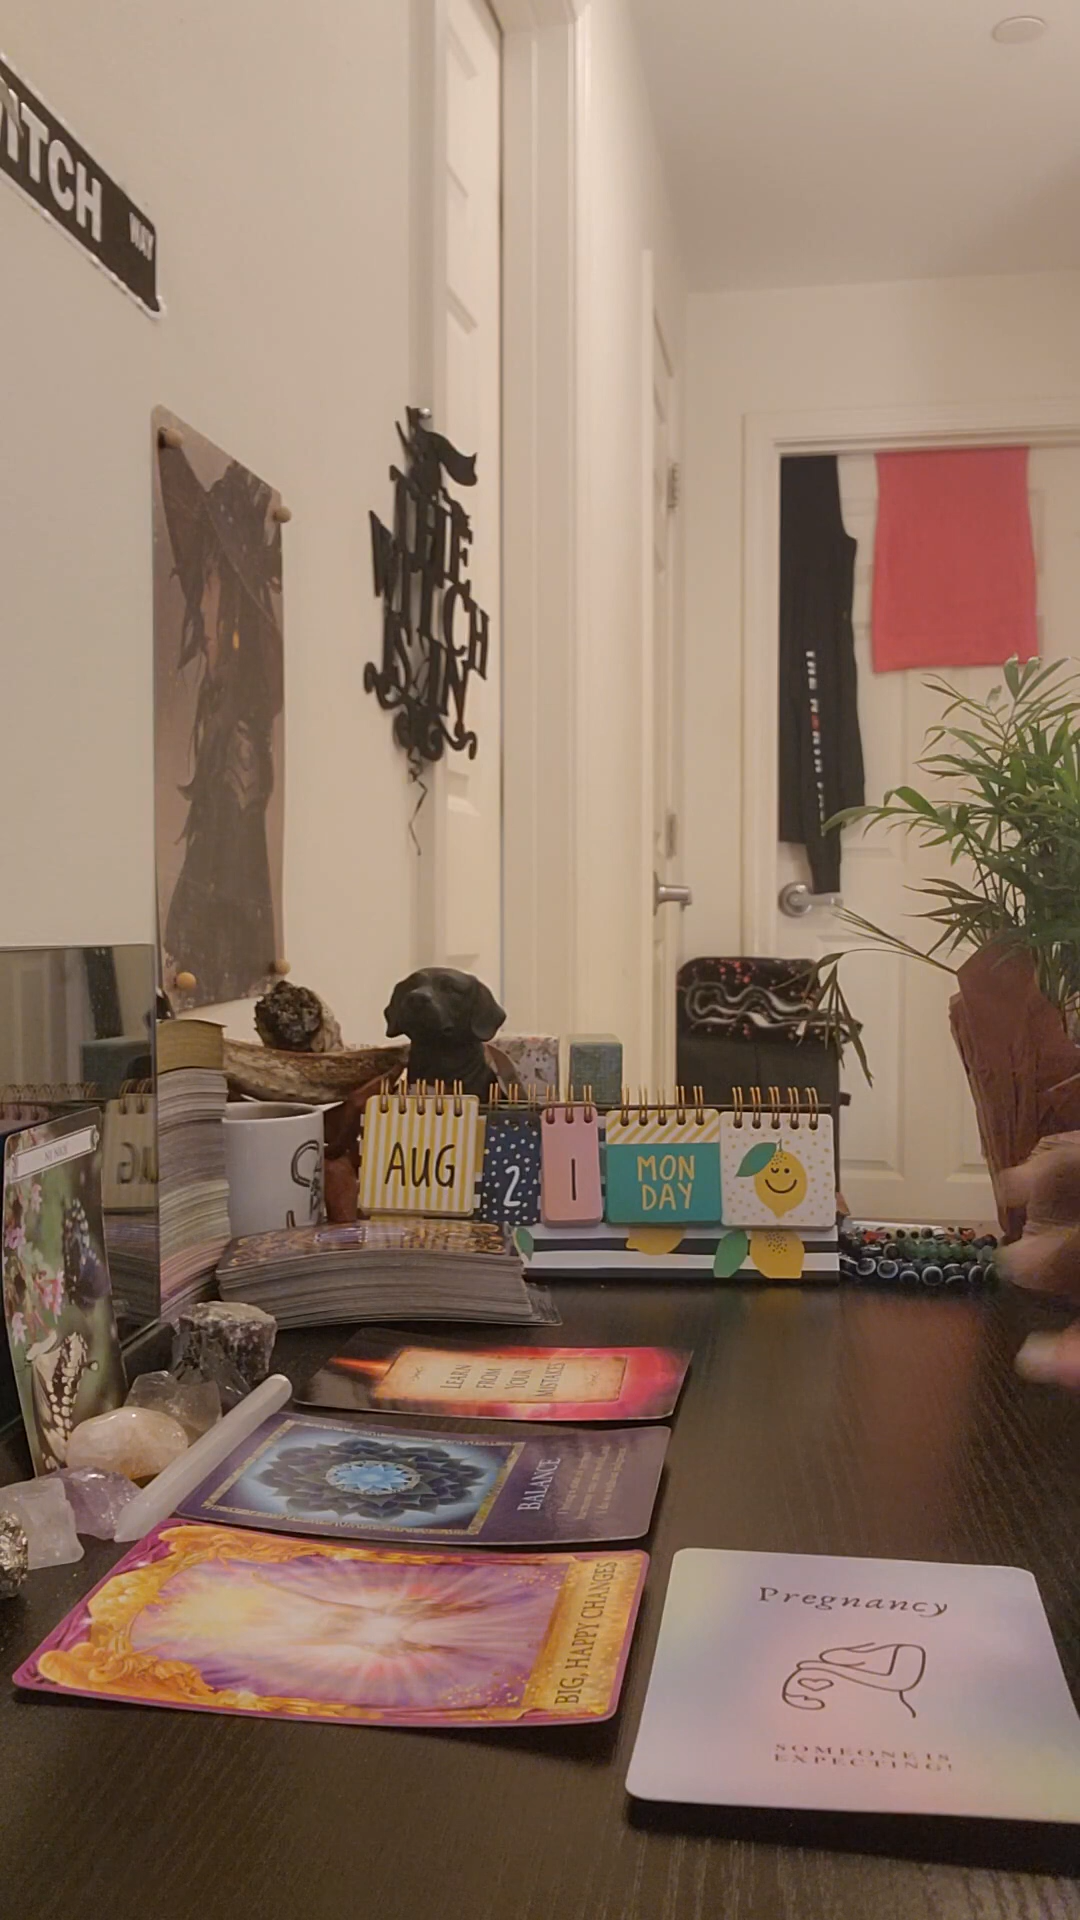 ITCH
WAY
THE
WITCH
IS IN
AUG
2
1
MON
DAY
LEARN
FROM
YOUR
MISTAKES
BALANCE
BIG, HAPPY CHANGES
Pregnancy
SOMEONE IS
EXPECTING!